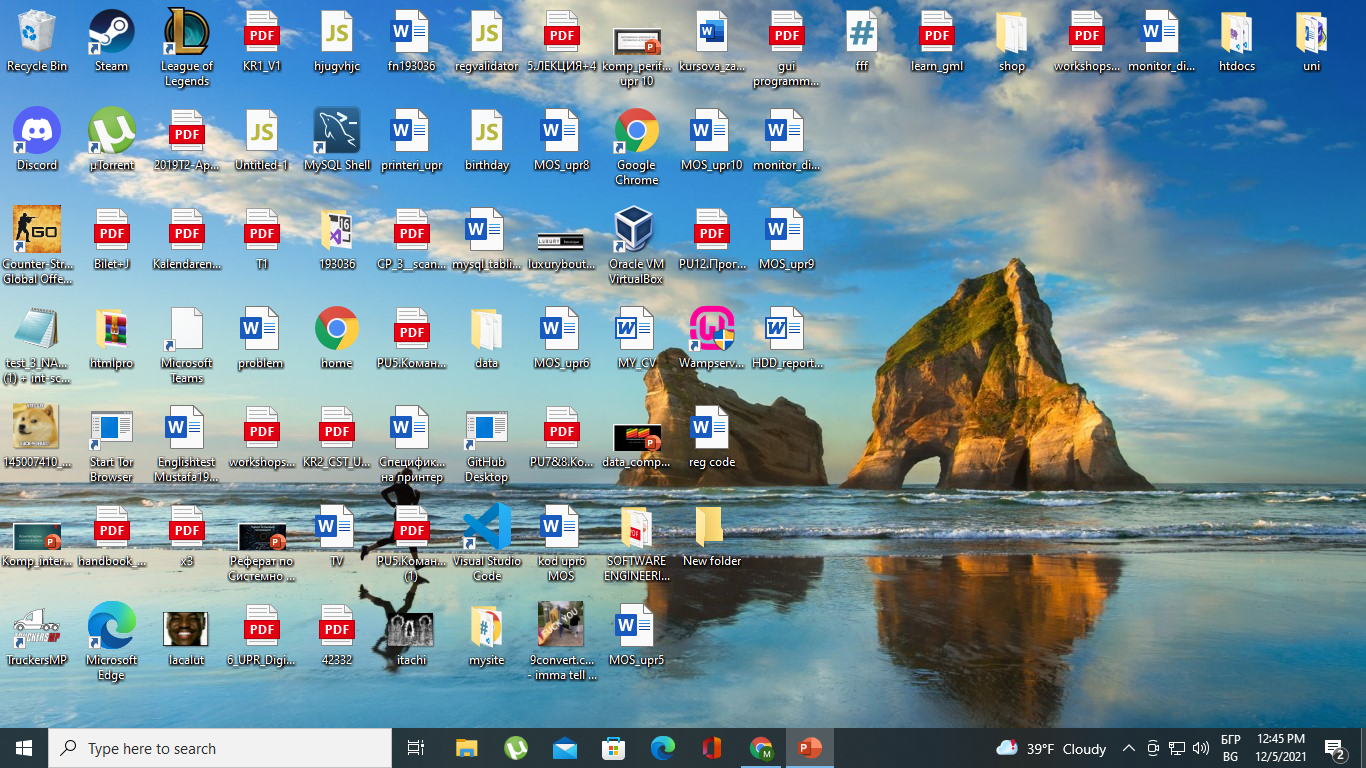 Recycle Bin
Steam
League of
Legends
KR1_V1
hjugvhjc
fn193036
regvalidator
5.ЛЕКЦИЯ+4
komp_perif...
upr 10
kursova_za...
gui
programm...
fff
learn_gml
shop
workshops...
monitor_di...
htdocs
uni
Discord
µTorrent
2019T2-Ap...
Untitled-1
MySQL Shell
printeri_upr
birthday
MOS_upr8
Google
Chrome
MOS_upr10
monitor_di...
Counter-Str...
Global Offe...
Bilet+J
Kalendaren...
T1
193036
CP_3__scan...
mysql_tabli...
luxurybout...
Oracle VM
VirtualBox
PU12.Прог...
MOS_upr9
test_3_NA...
(1) + int-sc...
htmlpro
Microsoft
Teams
problem
home
PU5.Коман...
data
MOS_upr6
MY_CV
Wampserv...
HDD_report...
145007410_...
Start Tor
Browser
Englishtest
Mustafa19...
workshops...
KR2_CST_U...
Специфик...
на принтер
GitHub
Desktop
PU7&8.Ko...
data_comp...
reg code
Komp_inter...
handbook_...
x3
Реферат по
Системно ...
TV
PU5.Коман...
(1)
Visual Studio
Code
kod upr6
MOS
SOFTWARE
ENGINEERI...
New folder
TruckersMP
Microsoft
Edge
lacalut
6_UPR_Digi...
42332
itachi
mysite
9convert.c...
- imma tell ...
MOS_upr5
Type here to search
39°F Cloudy
БГР
BG
12:45 PM
12/5/2021
2